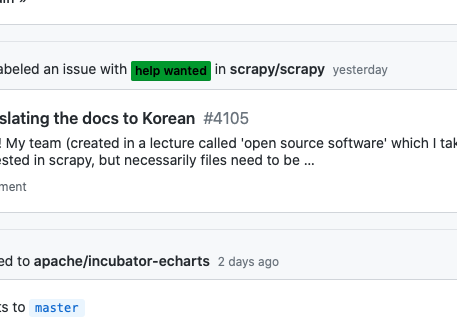 abeled an issue with help wanted in scrapy/scrapy yesterday
slating the docs to Korean #4105
! My team (created in a lecture called 'open source software' which I tak
ested in scrapy, but necessarily files need to be ...
ment
ed to apache/incubator-echarts 2 days ago
ts to master